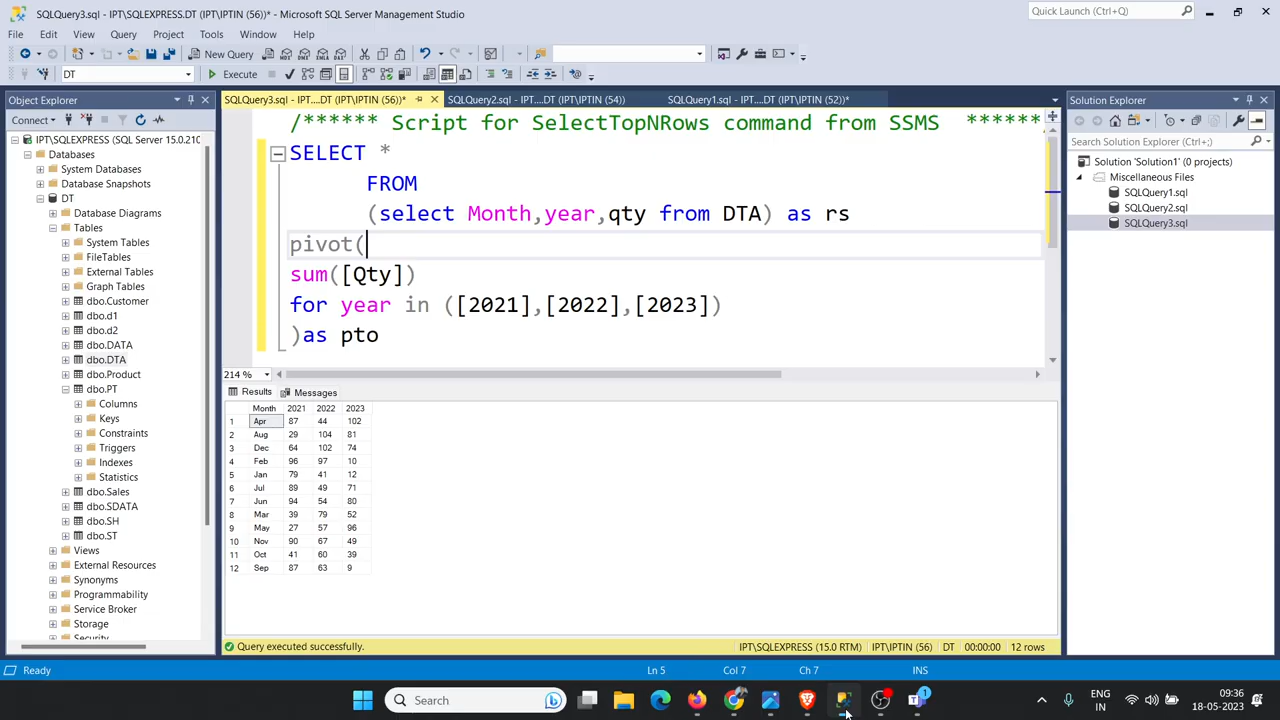 SQLQuery3.sql - IPT\SQLEXPRESS.DT (IPT\IPTIN (56))* - Microsoft SQL Server Management Studio
Quick Launch (Ctrl+Q)
File Edit View Query Project Tools Window Help
New Query
DT
Execute
Object Explorer
SQLQuery3.sql - IPT....DT (IPT\IPTIN (56))*
SQLQuery2.sql - IPT....DT (IPT\IPTIN (54))
SQLQuery1.sql - IPT....DT (IPT\IPTIN (52))*
Solution Explorer
Connect
IPT\SQLEXPRESS (SQL Server 15.0.210
Databases
System Databases
Database Snapshots
DT
Database Diagrams
Tables
System Tables
FileTables
External Tables
Graph Tables
dbo.Customer
dbo.d1
dbo.d2
dbo.DATA
dbo.DTA
dbo.Product
dbo.PT
Columns
Keys
Constraints
Triggers
Indexes
Statistics
dbo.Sales
dbo.SDATA
dbo.SH
dbo.ST
Views
External Resources
Synonyms
Programmability
Service Broker
Storage
Security
/****** Script for SelectTopNRows command from SSMS ******/
SELECT *
FROM
(select Month,year,qty from DTA) as rs
pivot(
sum([Qty])
for year in ([2021],[2022],[2023])
)as pto
214 %
Results Messages
Month 2021 2022 2023
1 Apr 87 44 102
2 Aug 29 104 81
3 Dec 64 102 74
4 Feb 96 97 10
5 Jan 79 41 12
6 Jul 89 49 71
7 Jun 94 54 80
8 Mar 39 79 52
9 May 27 57 96
10 Nov 90 67 49
11 Oct 41 60 39
12 Sep 87 63 9
Query executed successfully.
IPT\SQLEXPRESS (15.0 RTM) IPT\IPTIN (56) DT 00:00:00 12 rows
Search Solution Explorer (Ctrl+;)
Solution 'Solution1' (0 projects)
Miscellaneous Files
SQLQuery1.sql
SQLQuery2.sql
SQLQuery3.sql
Ready
Ln 5 Col 7 Ch 7 INS
Search
1
ENG
IN
09:36
18-05-2023